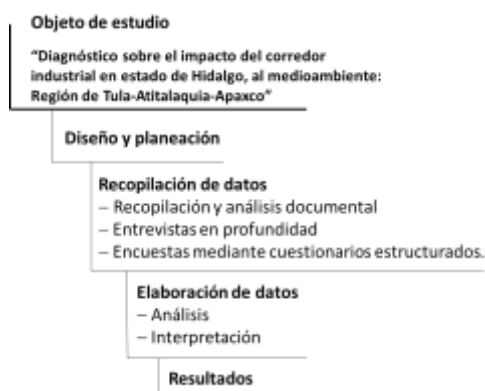 Objeto de estudio
“Diagnóstico sobre el impacto del corredor
industrial en estado de Hidalgo, al medioambiente:
Región de Tula-Atitalaquia-Apaxco”
Diseño y planeación
Recopilación de datos
– Recopilación y análisis documental
– Entrevistas en profundidad
– Encuestas mediante cuestionarios estructurados.
Elaboración de datos
– Análisis
– Interpretación
Resultados